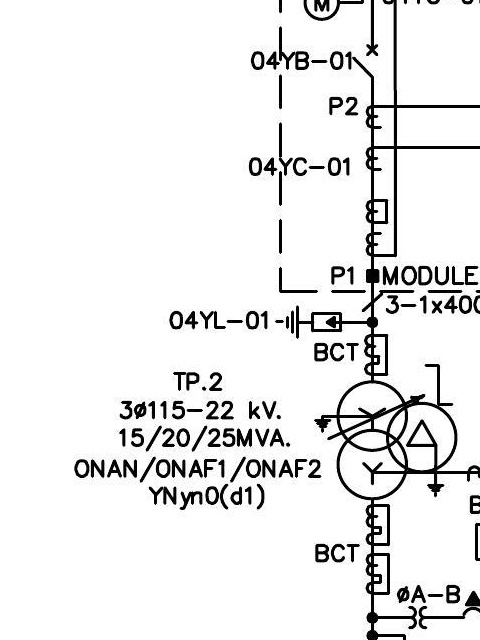 M
04YB-01
P2
04YC-01
P1 MODULE
3-1x400
04YL-01
BCT
TP.2
3ø115-22 kV.
15/20/25MVA.
ONAN/ONAF1/ONAF2
YNyn0(d1)
BCT
øA-B